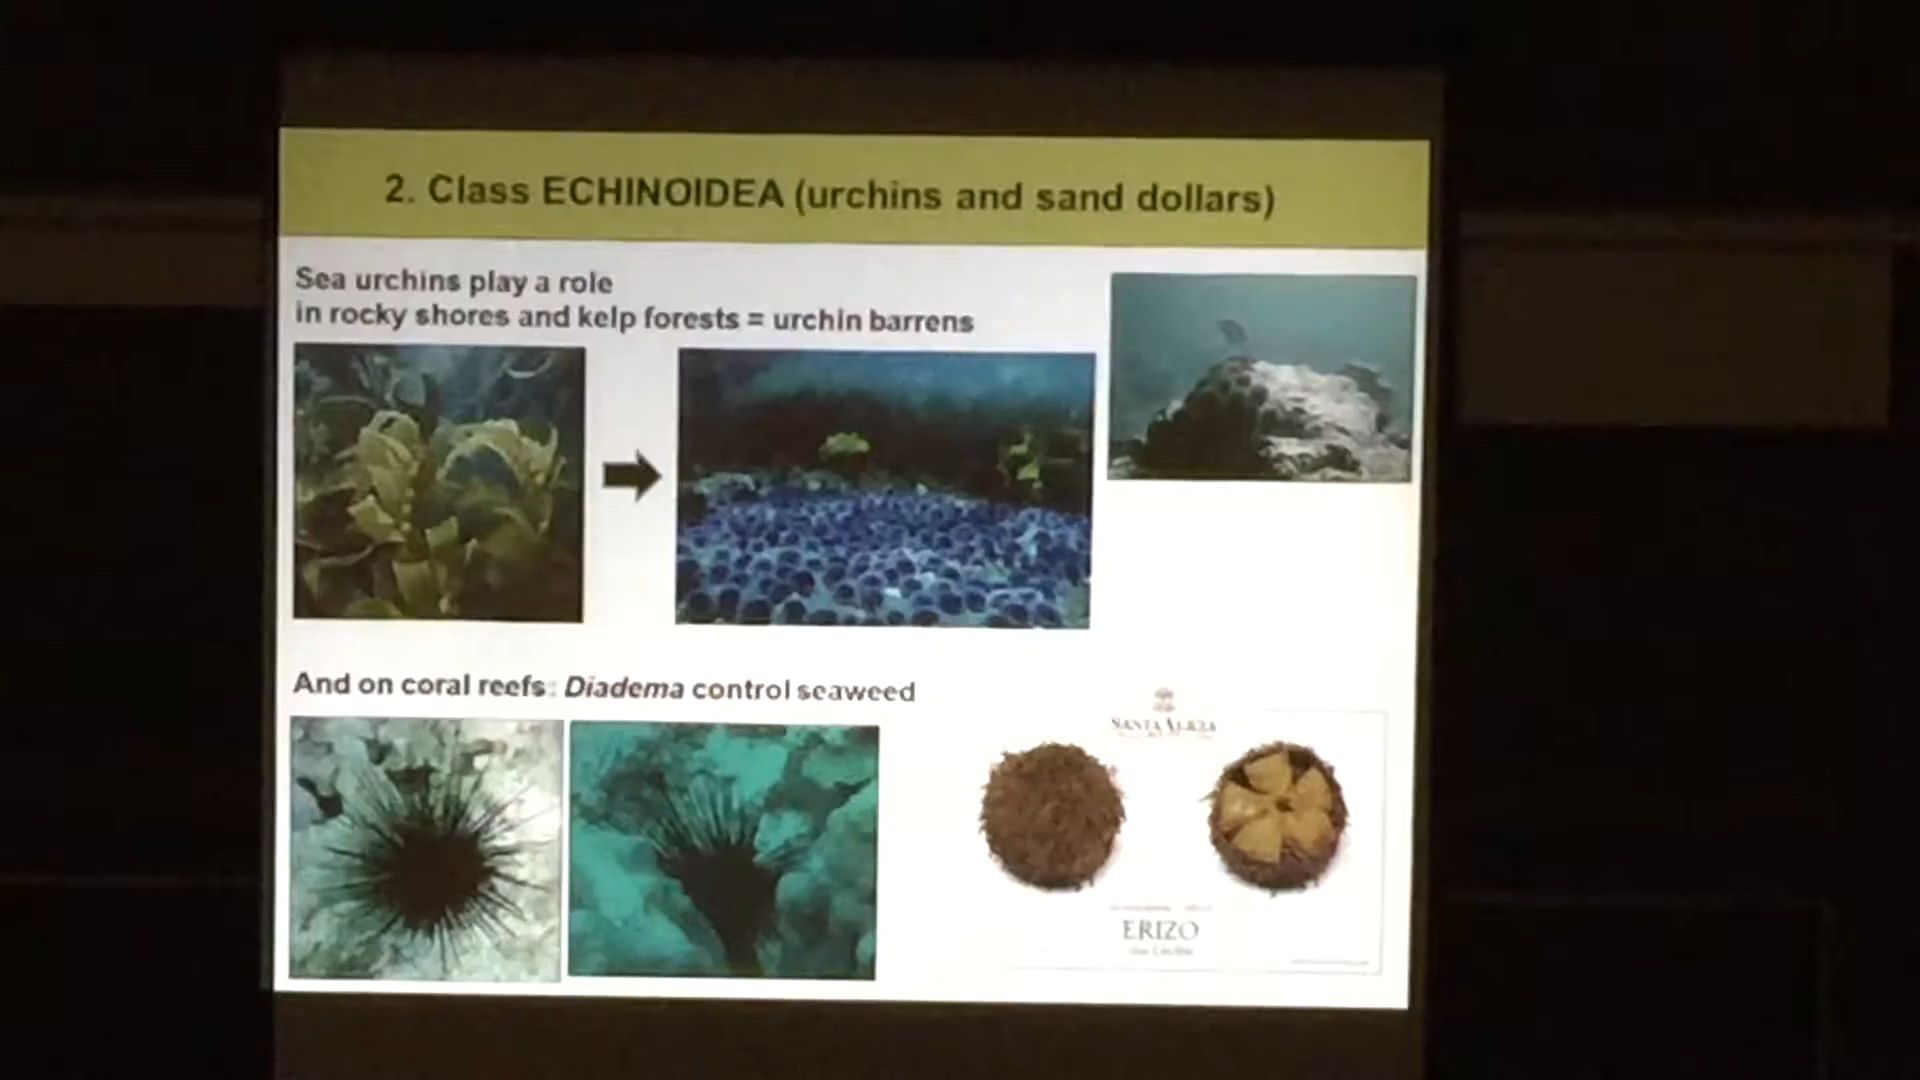 2. Class ECHINOIDEA (urchins and sand dollars)
Sea urchins play a role
in rocky shores and kelp forests = urchin barrens
And on coral reefs: Diadema control seaweed
SANTA
ERIZO